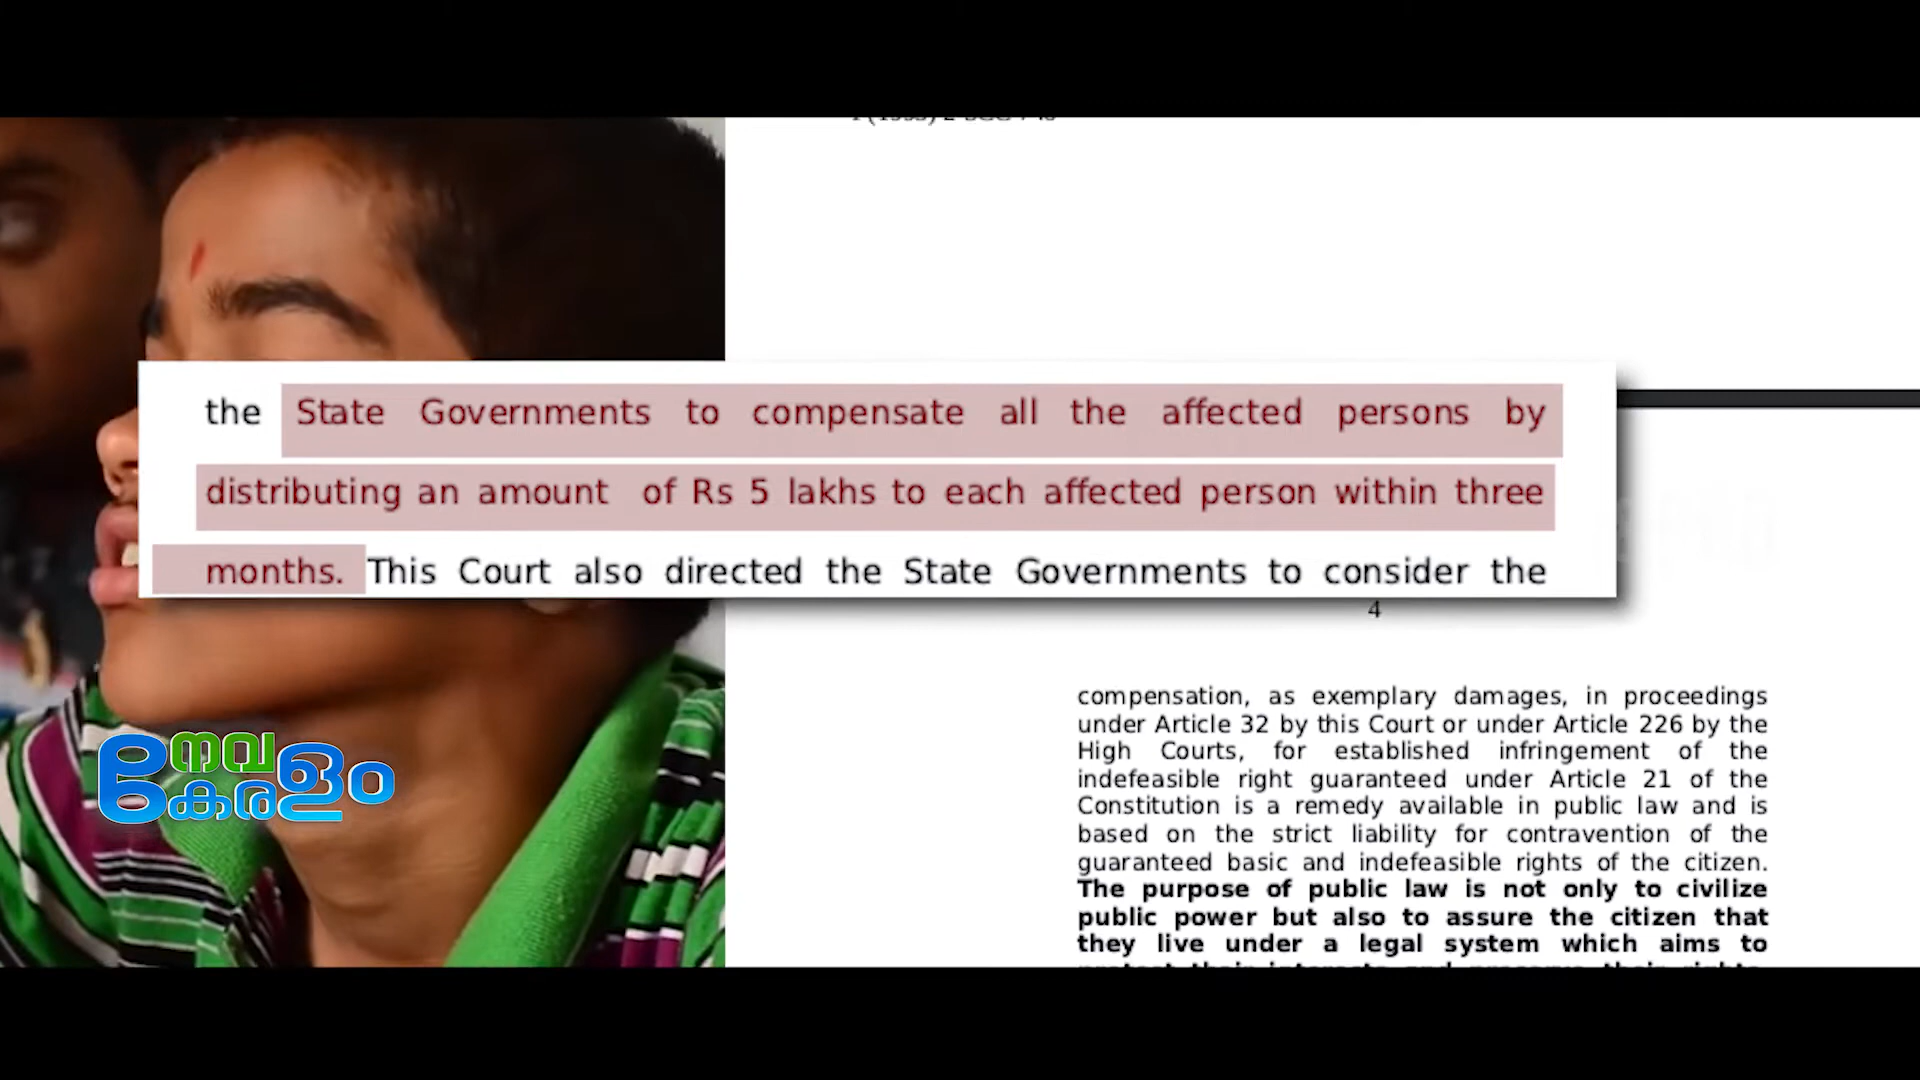 the State Governments to compensate all the affected persons by
distributing an amount of Rs 5 lakhs to each affected person within three
months. This Court also directed the State Governments to consider the
4
compensation, as exemplary damages, in proceedings
under Article 32 by this Court or under Article 226 by the
High Courts, for established infringement of the
indefeasible right guaranteed under Article 21 of the
Constitution is a remedy available in public law and is
based on the strict liability for contravention of the
guaranteed basic and indefeasible rights of the citizen.
The purpose of public law is not only to civilize
public power but also to assure the citizen that
they live under a legal system which aims to
നവ
കേരളം